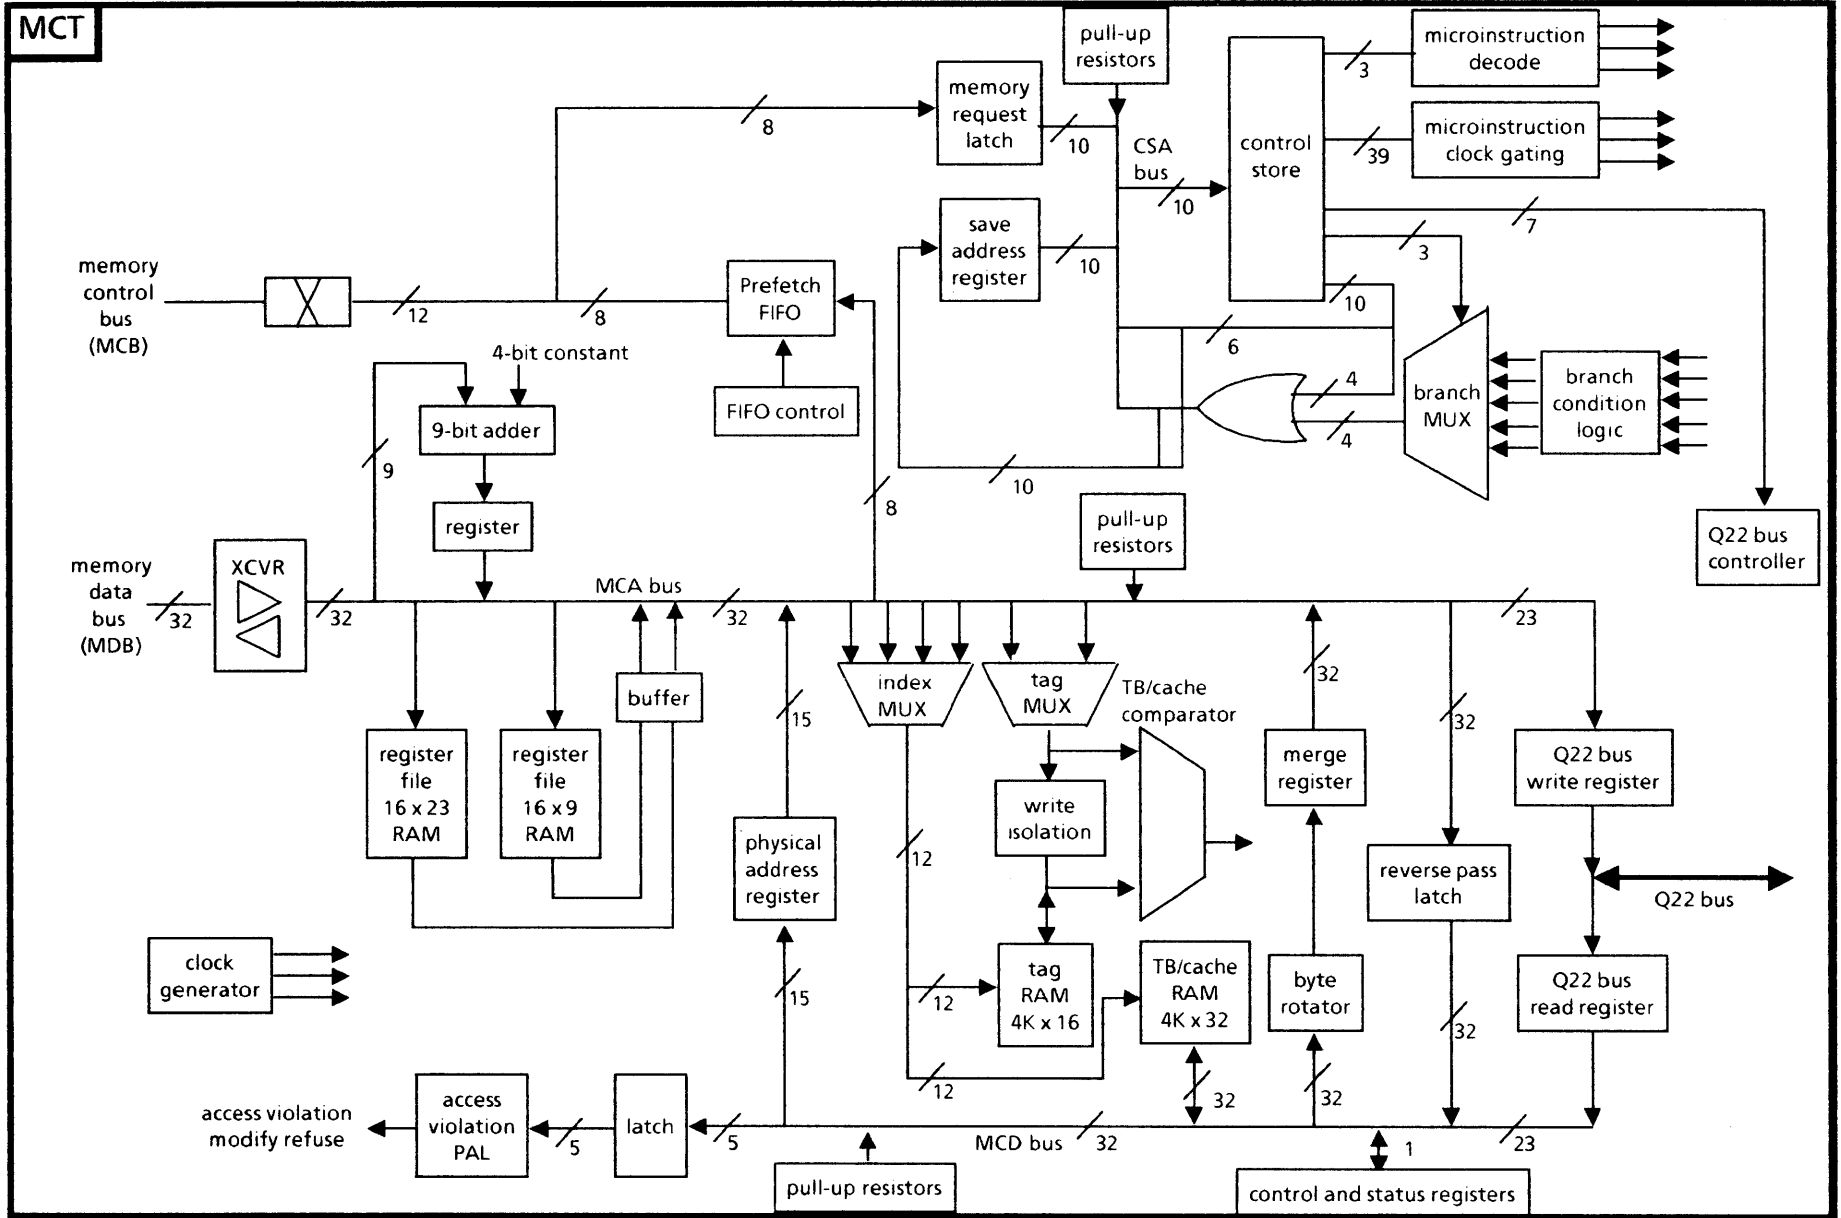 MCT
pull-up
resistors
microinstruction
decode
3
memory
request
latch
8
10
CSA
bus
10
control
store
microinstruction
clock gating
39
7
3
10
save
address
register
10
memory
control
bus
(MCB)
12
8
Prefetch
FIFO
6
4-bit constant
9-bit adder
9
FIFO control
4
4
branch
MUX
branch
condition
logic
10
8
register
pull-up
resistors
Q22 bus
controller
memory
data
bus
(MDB)
32
XCVR
32
MCA bus
32
23
buffer
15
index
MUX
tag
MUX
TB/cache
comparator
32
32
register
file
16 x 23
RAM
register
file
16 x 9
RAM
merge
register
Q22 bus
write register
write
isolation
physical
address
register
12
reverse pass
latch
Q22 bus
clock
generator
15
12
tag
RAM
4K x 16
TB/cache
RAM
4K x 32
byte
rotator
32
Q22 bus
read register
12
32
32
access violation
modify refuse
access
violation
PAL
5
latch
5
MCD bus
32
23
1
pull-up resistors
control and status registers